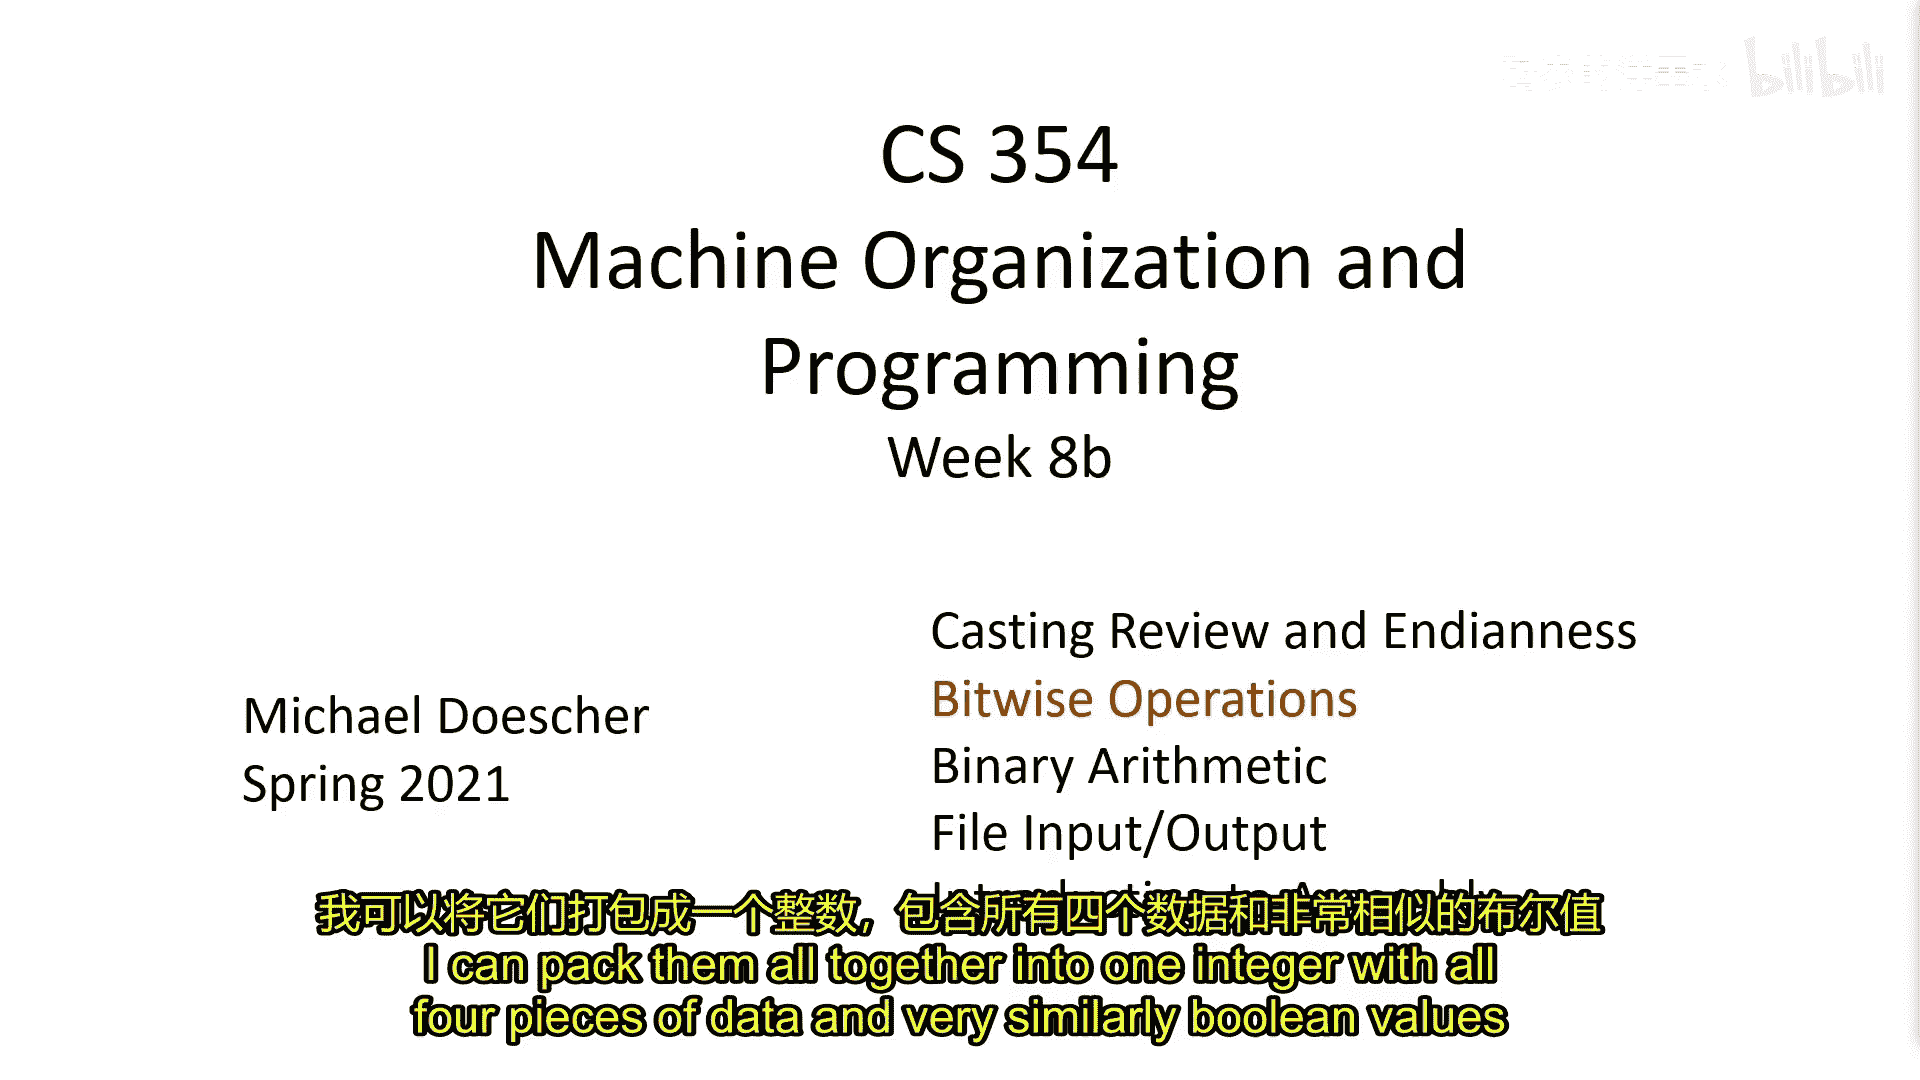 bilibili
CS 354
Machine Organization and
Programming
Week 8b
Michael Doescher
Spring 2021
Casting Review and Endianness
Bitwise Operations
Binary Arithmetic
File Input/Output
我可以将它们打包成一个整数，包含所有四个数据和非常相似的布尔值
I can pack them all together into one integer with all
four pieces of data and very similarly boolean values